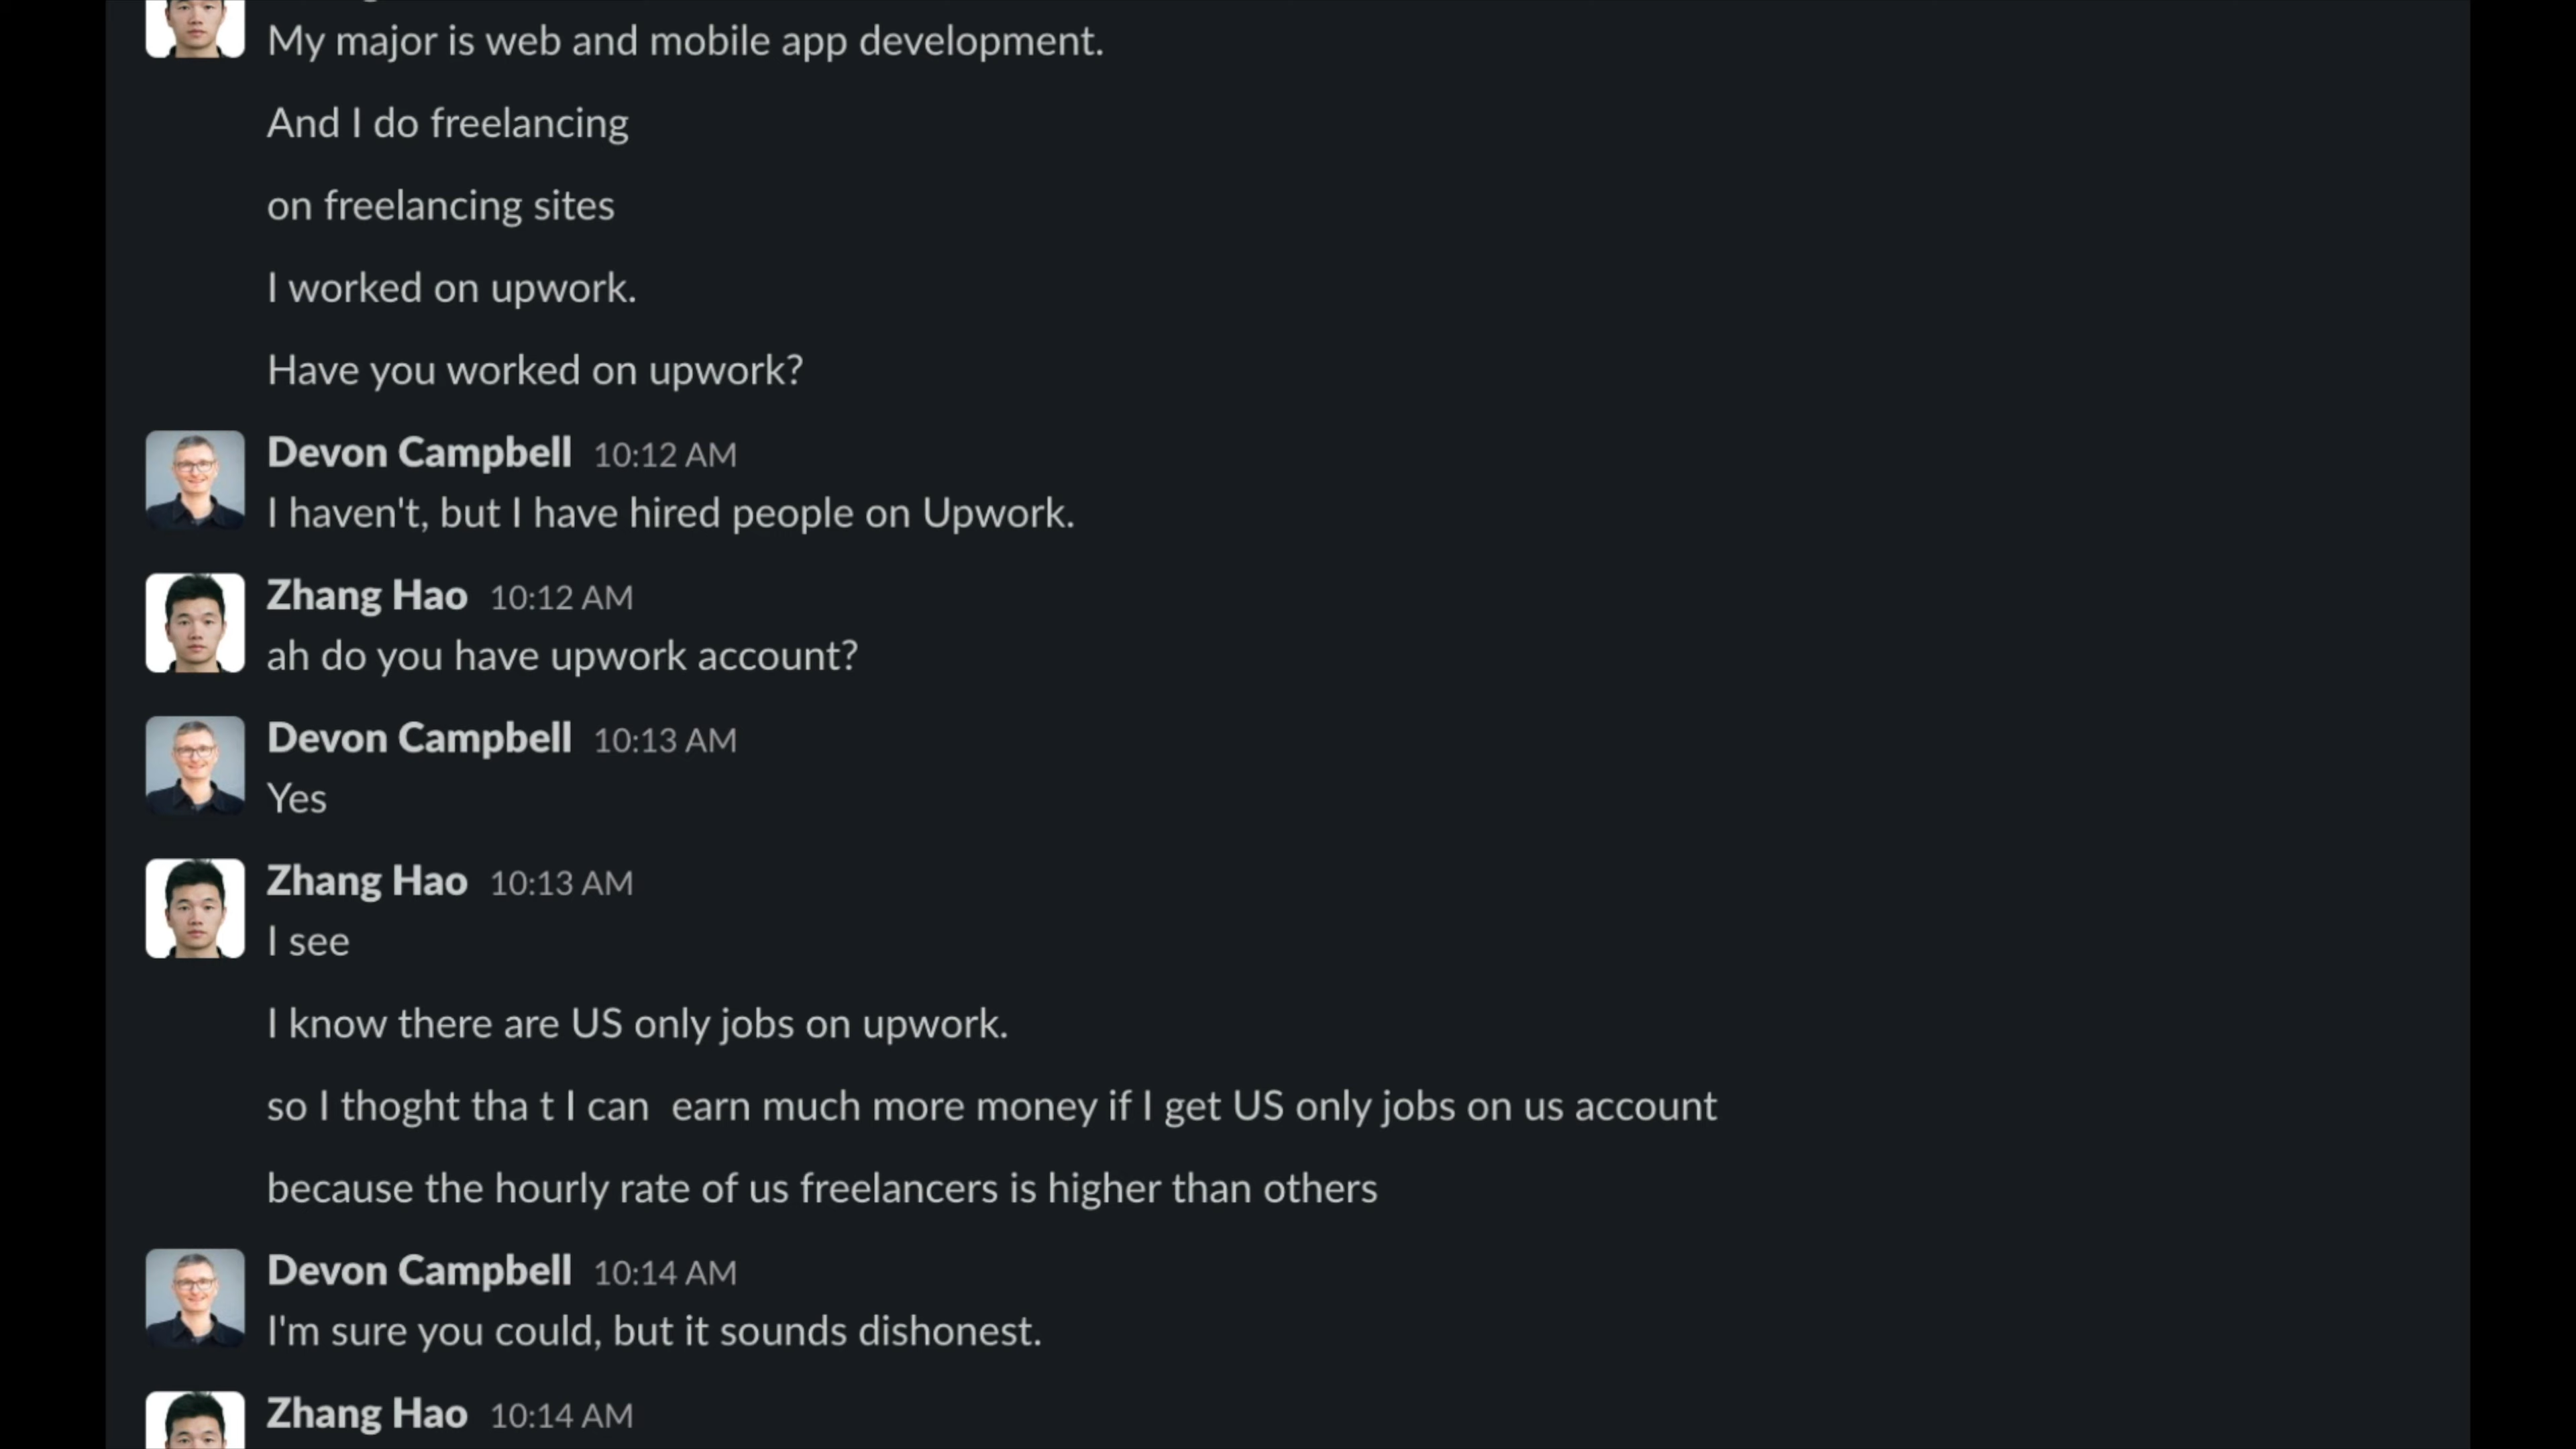 My major is web and mobile app development.
And I do freelancing
on freelancing sites
I worked on upwork.
Have you worked on upwork?
Devon Campbell 10:12 AM
I haven't, but I have hired people on Upwork.
Zhang Hao 10:12 AM
ah do you have upwork account?
Devon Campbell 10:13 AM
Yes
Zhang Hao 10:13 AM
I see
I know there are US only jobs on upwork.
so I thoght tha t I can  earn much more money if I get US only jobs on us account
because the hourly rate of us freelancers is higher than others
Devon Campbell 10:14 AM
I'm sure you could, but it sounds dishonest.
Zhang Hao 10:14 AM